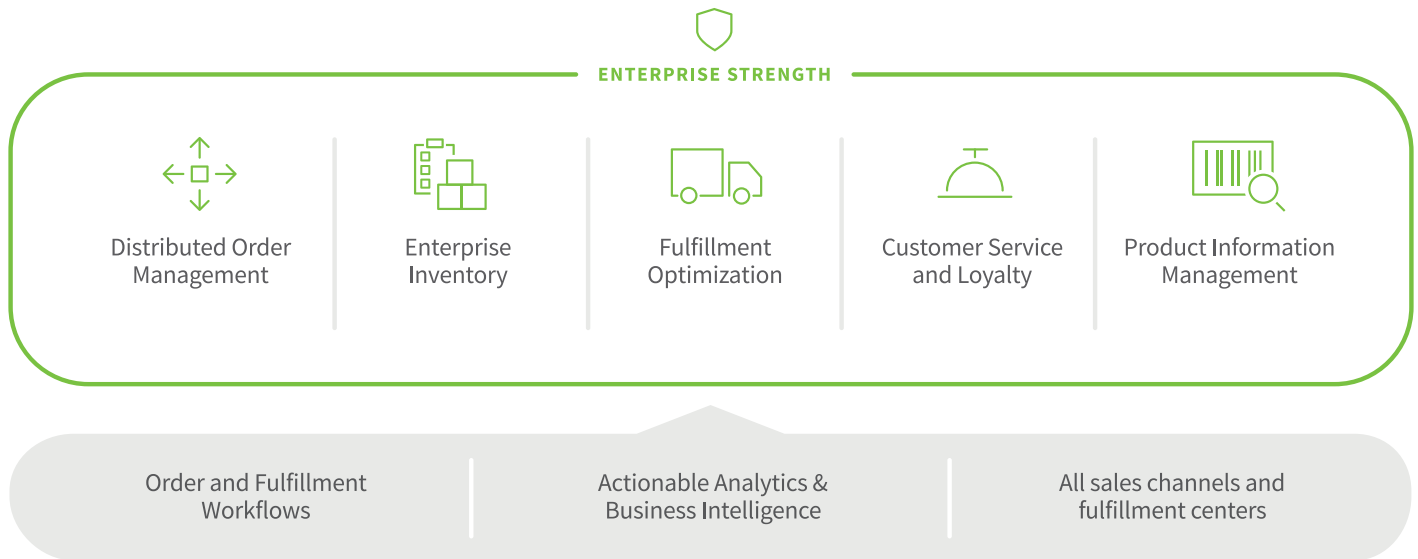 ENTERPRISE STRENGTH
Distributed Order
Management
Enterprise
Inventory
Fulfillment
Optimization
Customer Service
and Loyalty
Product Information
Management
Order and Fulfillment
Workflows
Actionable Analytics &
Business Intelligence
All sales channels and
fulfillment centers